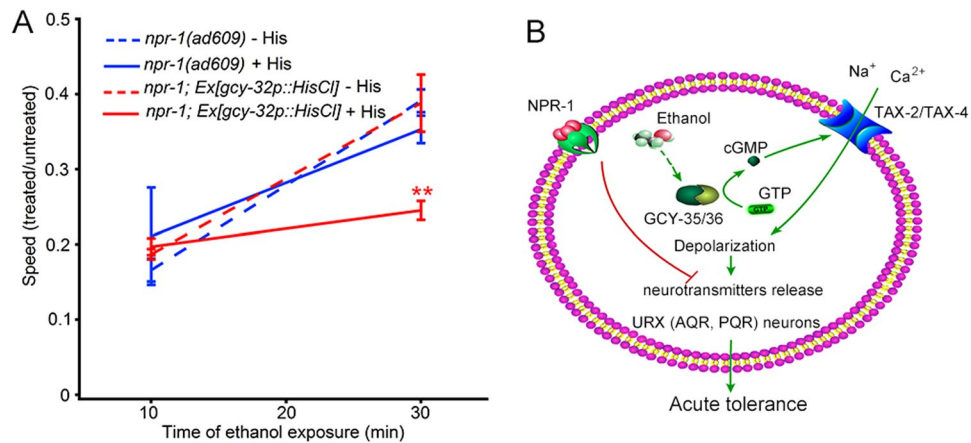 A
0.5
0.4
0.3
0.2
0.1
0
Speed (treated/untreated)
npr-1(ad609) - His
npr-1(ad609) + His
npr-1; Ex[gcy-32p::HisCl] - His
npr-1; Ex[gcy-32p::HisCl] + His
**
10
20
30
Time of ethanol exposure (min)
B
Na+
Ca2+
NPR-1
Ethanol
TAX-2/TAX-4
cGMP
GTP
GTP
GCY-35/36
Depolarization
neurotransmitters release
URX (AQR, PQR) neurons
Acute tolerance